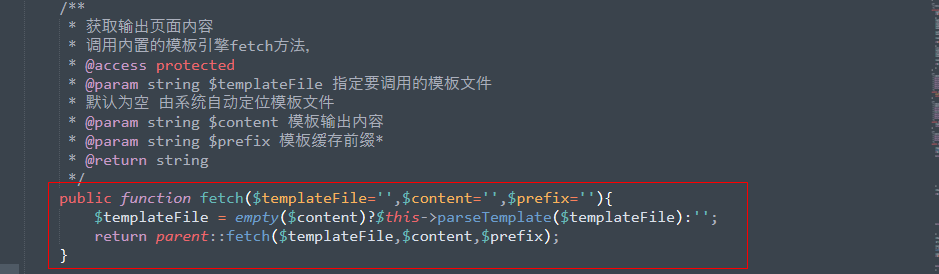 /**
* 获取输出页面内容
* 调用内置的模板引擎fetch方法,
* @access protected
* @param string $templateFile 指定要调用的模板文件
* 默认为空 由系统自动定位模板文件
* @param string $content 模板输出内容
* @param string $prefix 模板缓存前缀*
* @return string
*/
public function fetch($templateFile='',$content='',$prefix=''){
$templateFile = empty($content)?$this->parseTemplate($templateFile):'';
return parent::fetch($templateFile,$content,$prefix);
}